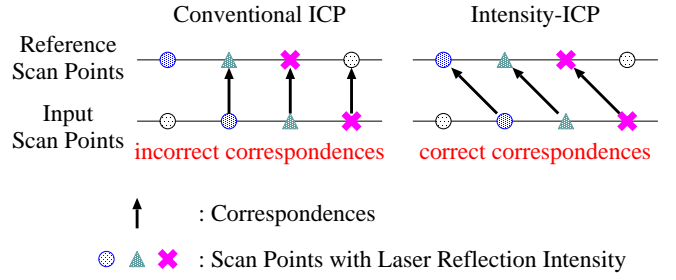 Conventional ICP
Intensity-ICP
Reference
Scan Points
Input
Scan Points
incorrect correspondences
correct correspondences
: Correspondences
: Scan Points with Laser Reflection Intensity